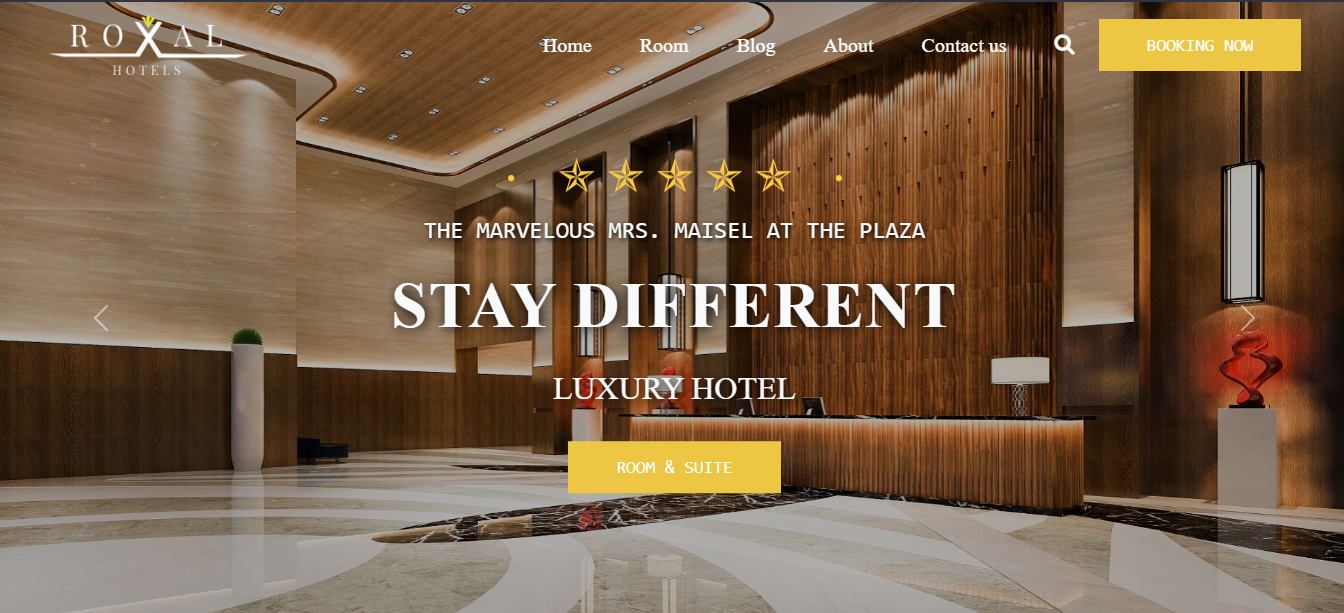 ROXAL
HOTELS
Home Room Blog About Contact us BOOKING NOW
THE MARVELOUS MRS. MAISEL AT THE PLAZA
STAY DIFFERENT
LUXURY HOTEL
ROOM & SUITE